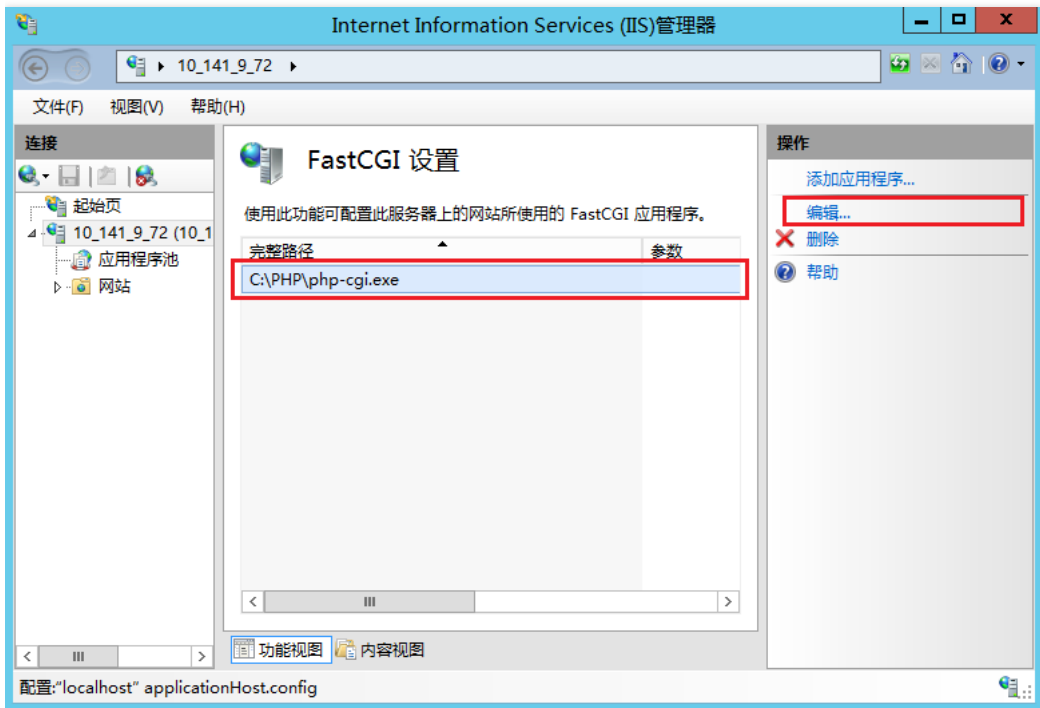 Internet Information Services (IIS)管理器
10_141_9_72
文件(F) 视图(V) 帮助(H)
连接
起始页
10_141_9_72 (10_1
应用程序池
网站
FastCGI 设置
使用此功能可配置此服务器上的网站所使用的 FastCGI 应用程序。
完整路径 参数
C:\PHP\php-cgi.exe
功能视图 内容视图
操作
添加应用程序...
编辑...
删除
帮助
配置:"localhost" applicationHost.config